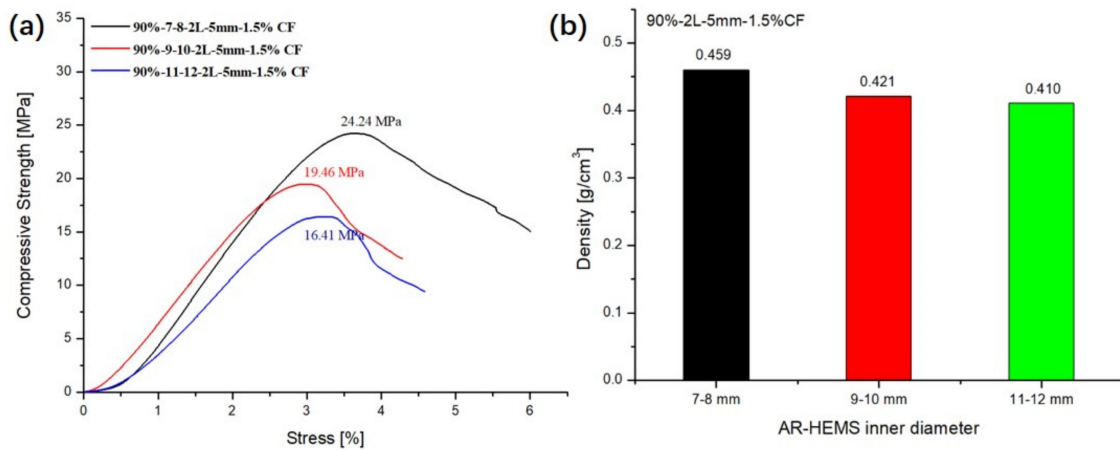 (a)
90%-7-8-2L-5mm-1.5% CF
90%-9-10-2L-5mm-1.5% CF
90%-11-12-2L-5mm-1.5% CF
24.24 MPa
19.46 MPa
16.41 MPa
Compressive Strength [MPa]
35
30
25
20
15
10
5
0
0 1 2 3 4 5 6
Stress [%]
(b)
90%-2L-5mm-1.5%CF
0.459
0.421
0.410
Density [g/cm³]
0.5
0.4
0.3
0.2
0.1
0.0
7-8 mm 9-10 mm 11-12 mm
AR-HEMS inner diameter